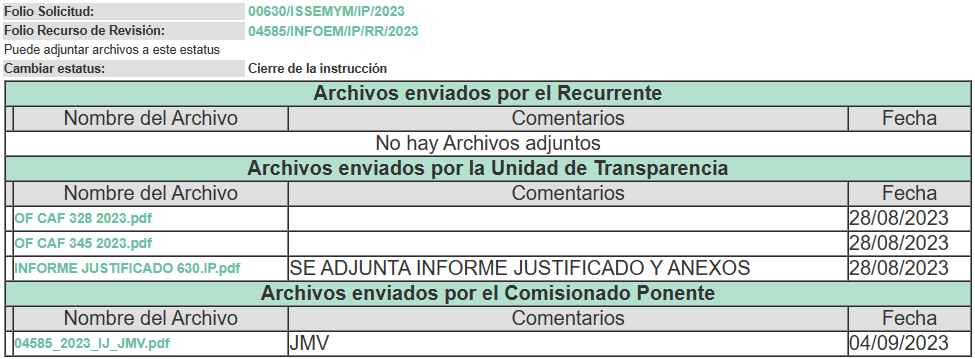 Folio Solicitud: 00630/ISSEMYM/IP/2023
Folio Recurso de Revisión: 04585/INFOEM/IP/RR/2023
Puede adjuntar archivos a este estatus
Cambiar estatus: Cierre de la instrucción
Archivos enviados por el Recurrente
Nombre del Archivo Comentarios Fecha
No hay Archivos adjuntos
Archivos enviados por la Unidad de Transparencia
Nombre del Archivo Comentarios Fecha
OF CAF 328 2023.pdf 28/08/2023
OF CAF 345 2023.pdf 28/08/2023
INFORME JUSTIFICADO 630.IP.pdf SE ADJUNTA INFORME JUSTIFICADO Y ANEXOS 28/08/2023
Archivos enviados por el Comisionado Ponente
Nombre del Archivo Comentarios Fecha
04585_2023_IJ_JMV.pdf JMV 04/09/2023